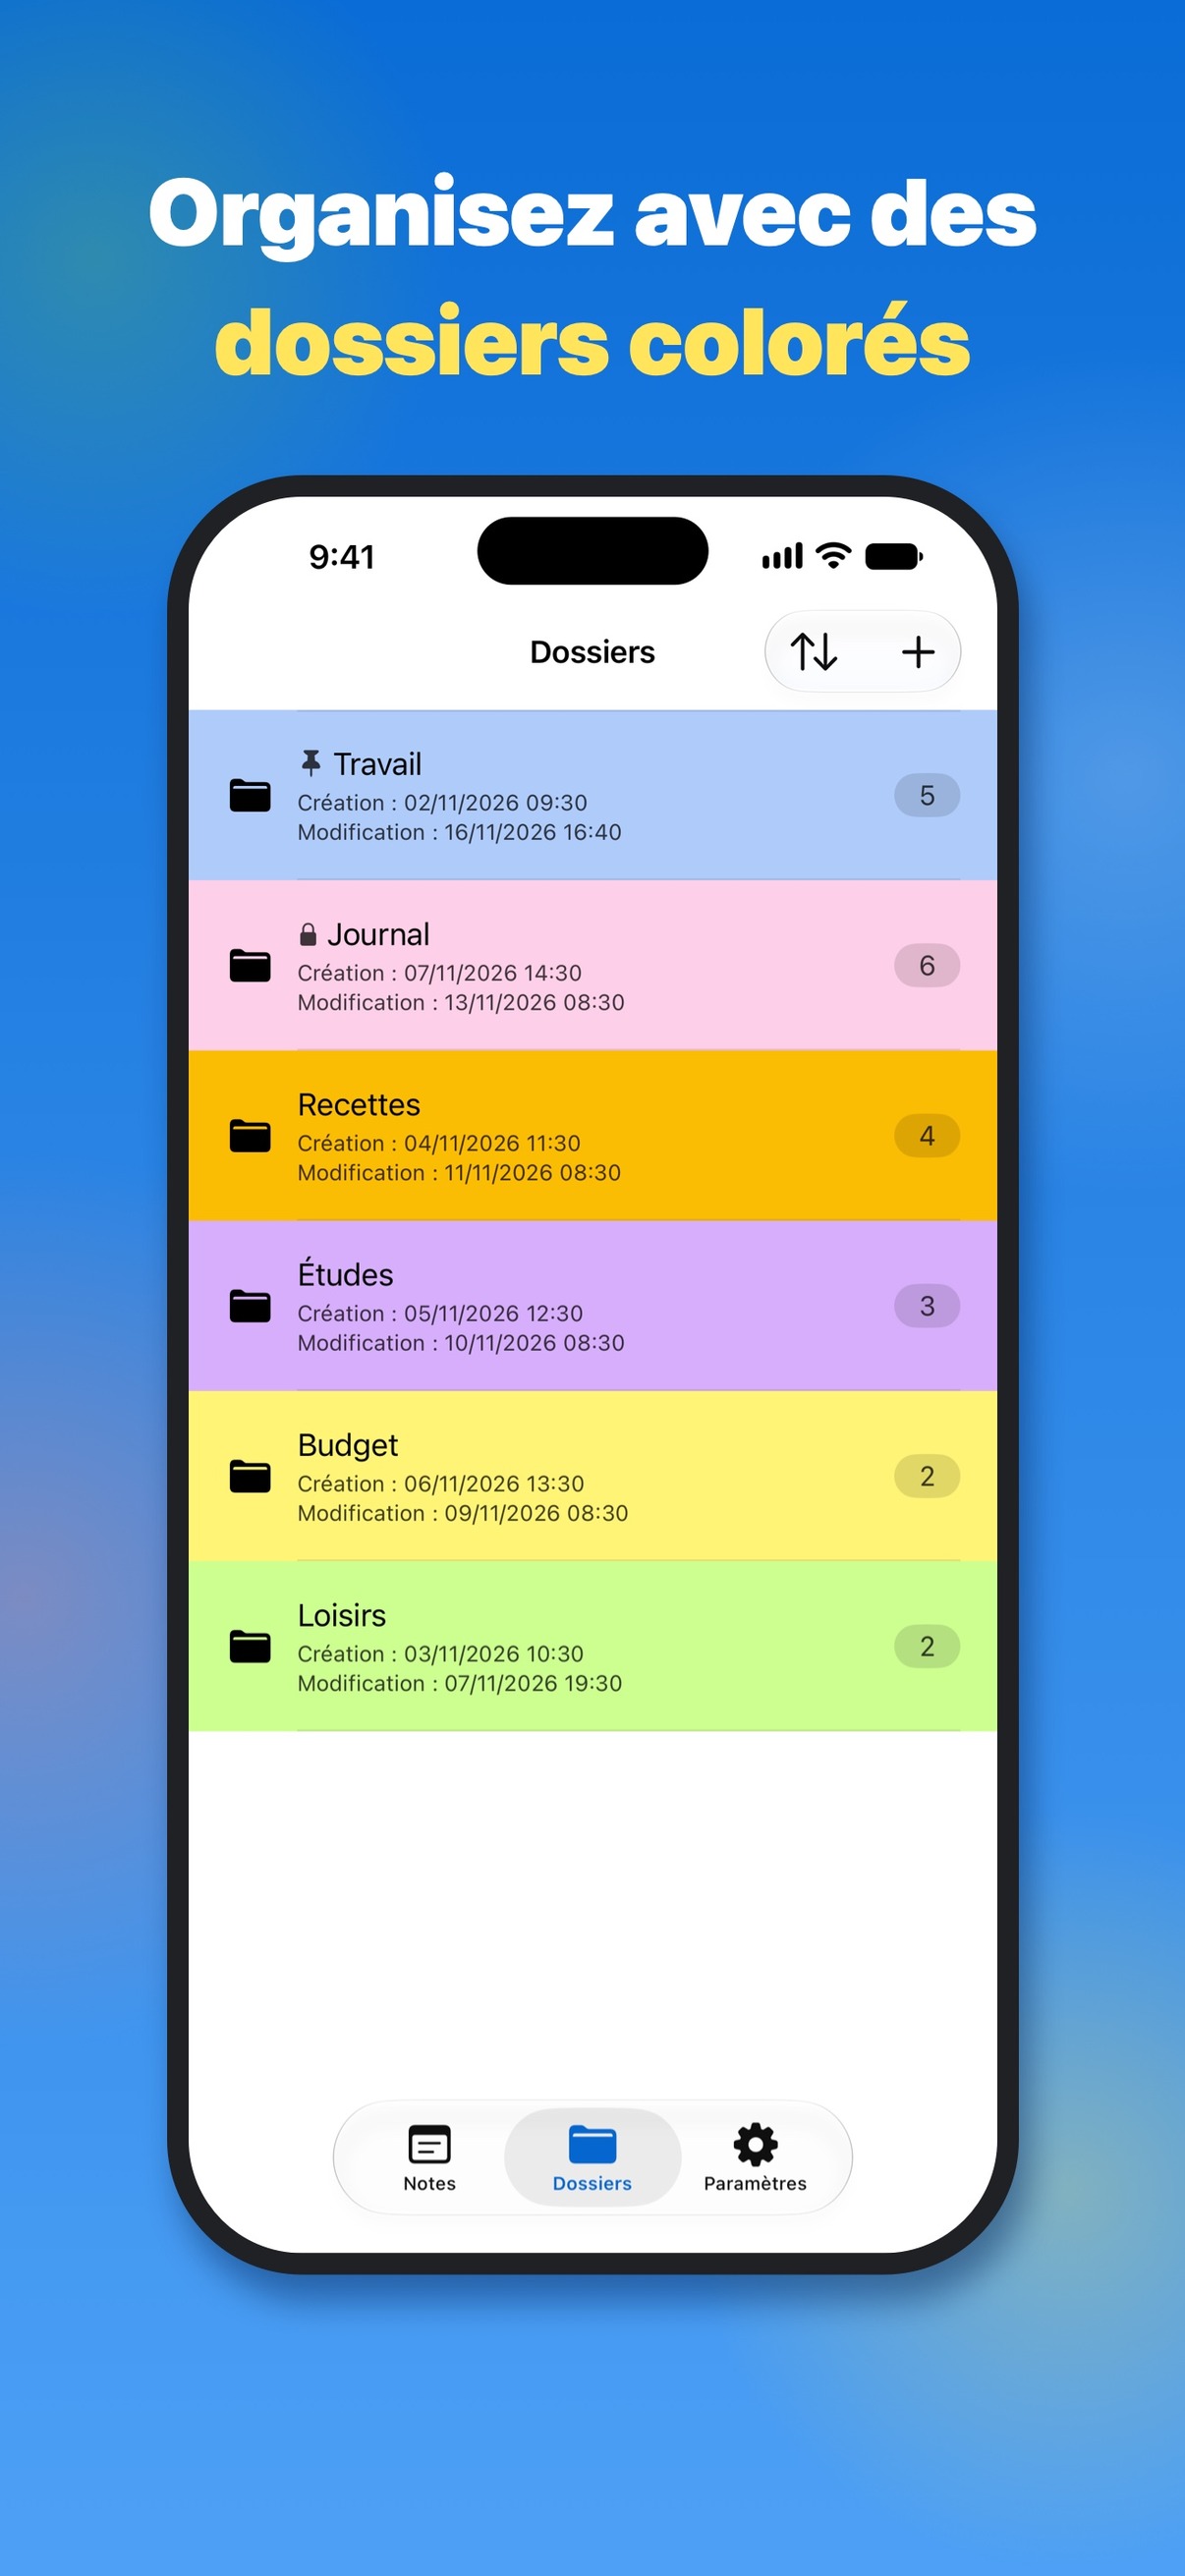 Organisez avec des
dossiers colorés
9:41
Dossiers
Travail
Création : 02/11/2026 09:30
Modification : 16/11/2026 16:40
5
Journal
Création : 07/11/2026 14:30
Modification : 13/11/2026 08:30
6
Recettes
Création : 04/11/2026 11:30
Modification : 11/11/2026 08:30
4
Études
Création : 05/11/2026 12:30
Modification : 10/11/2026 08:30
3
Budget
Création : 06/11/2026 13:30
Modification : 09/11/2026 08:30
2
Loisirs
Création : 03/11/2026 10:30
Modification : 07/11/2026 19:30
2
Notes
Dossiers
Paramètres